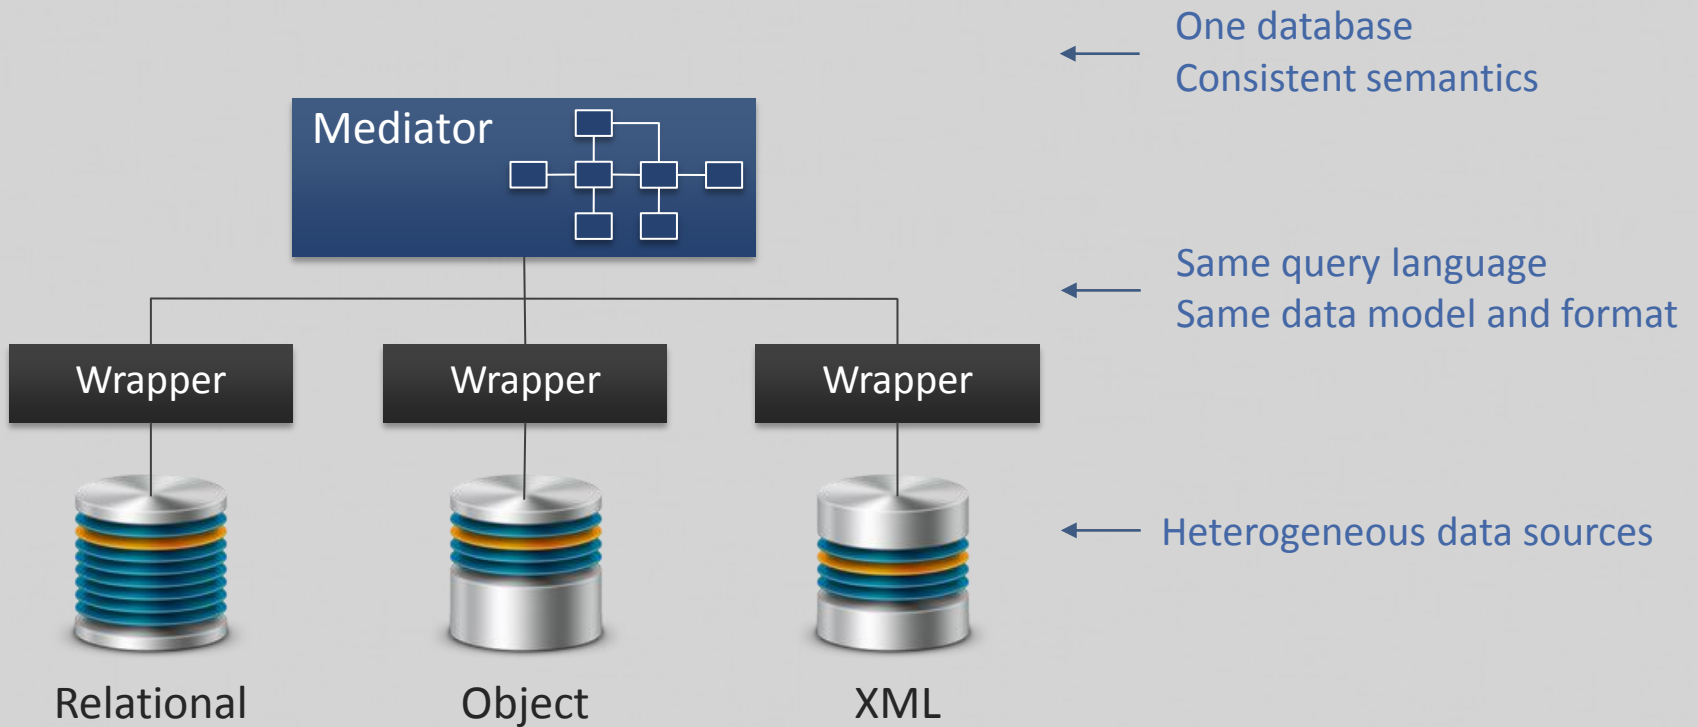 One database
Consistent semantics
Mediator
Same query language
Same data model and format
Wrapper
Wrapper
Wrapper
Heterogeneous data sources
Relational
Object
XML